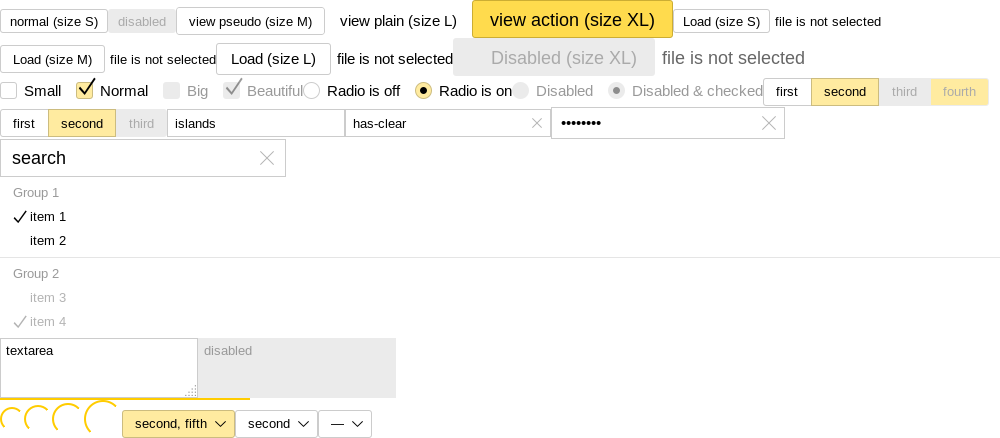 normal (size S) disabled view pseudo (size M) view plain (size L) view action (size XL) Load (size S) file is not selected
Load (size M) file is not selected Load (size L) file is not selected Disabled (size XL) file is not selected
Small Normal Big Beautiful Radio is off Radio is on Disabled Disabled & checked first second third fourth
first second third islands has-clear ••••••••
search
Group 1
item 1
item 2
Group 2
item 3
item 4
textarea disabled
second, fifth second —